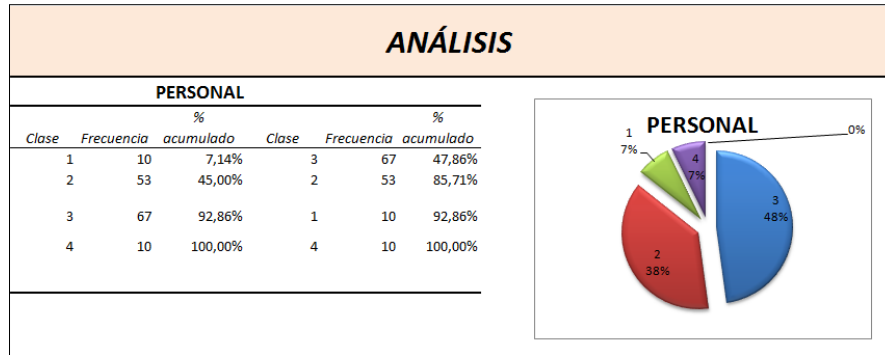 ANÁLISIS
PERSONAL
% %
Clase Frecuencia acumulado Clase Frecuencia acumulado
1 10 7,14% 3 67 47,86%
2 53 45,00% 2 53 85,71%
3 67 92,86% 1 10 92,86%
4 10 100,00% 4 10 100,00%
PERSONAL
1
7%
4
7%
0%
3
48%
2
38%